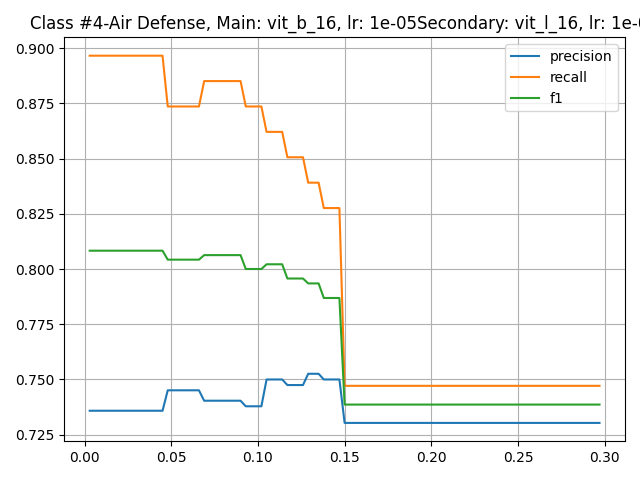 Class #4-Air Defense, Main: vit_b_16, lr: 1e-05Secondary: vit_l_16, lr: 1e-0
precision
recall
f1
0.900
0.875
0.850
0.825
0.800
0.775
0.750
0.725
0.00 0.05 0.10 0.15 0.20 0.25 0.30